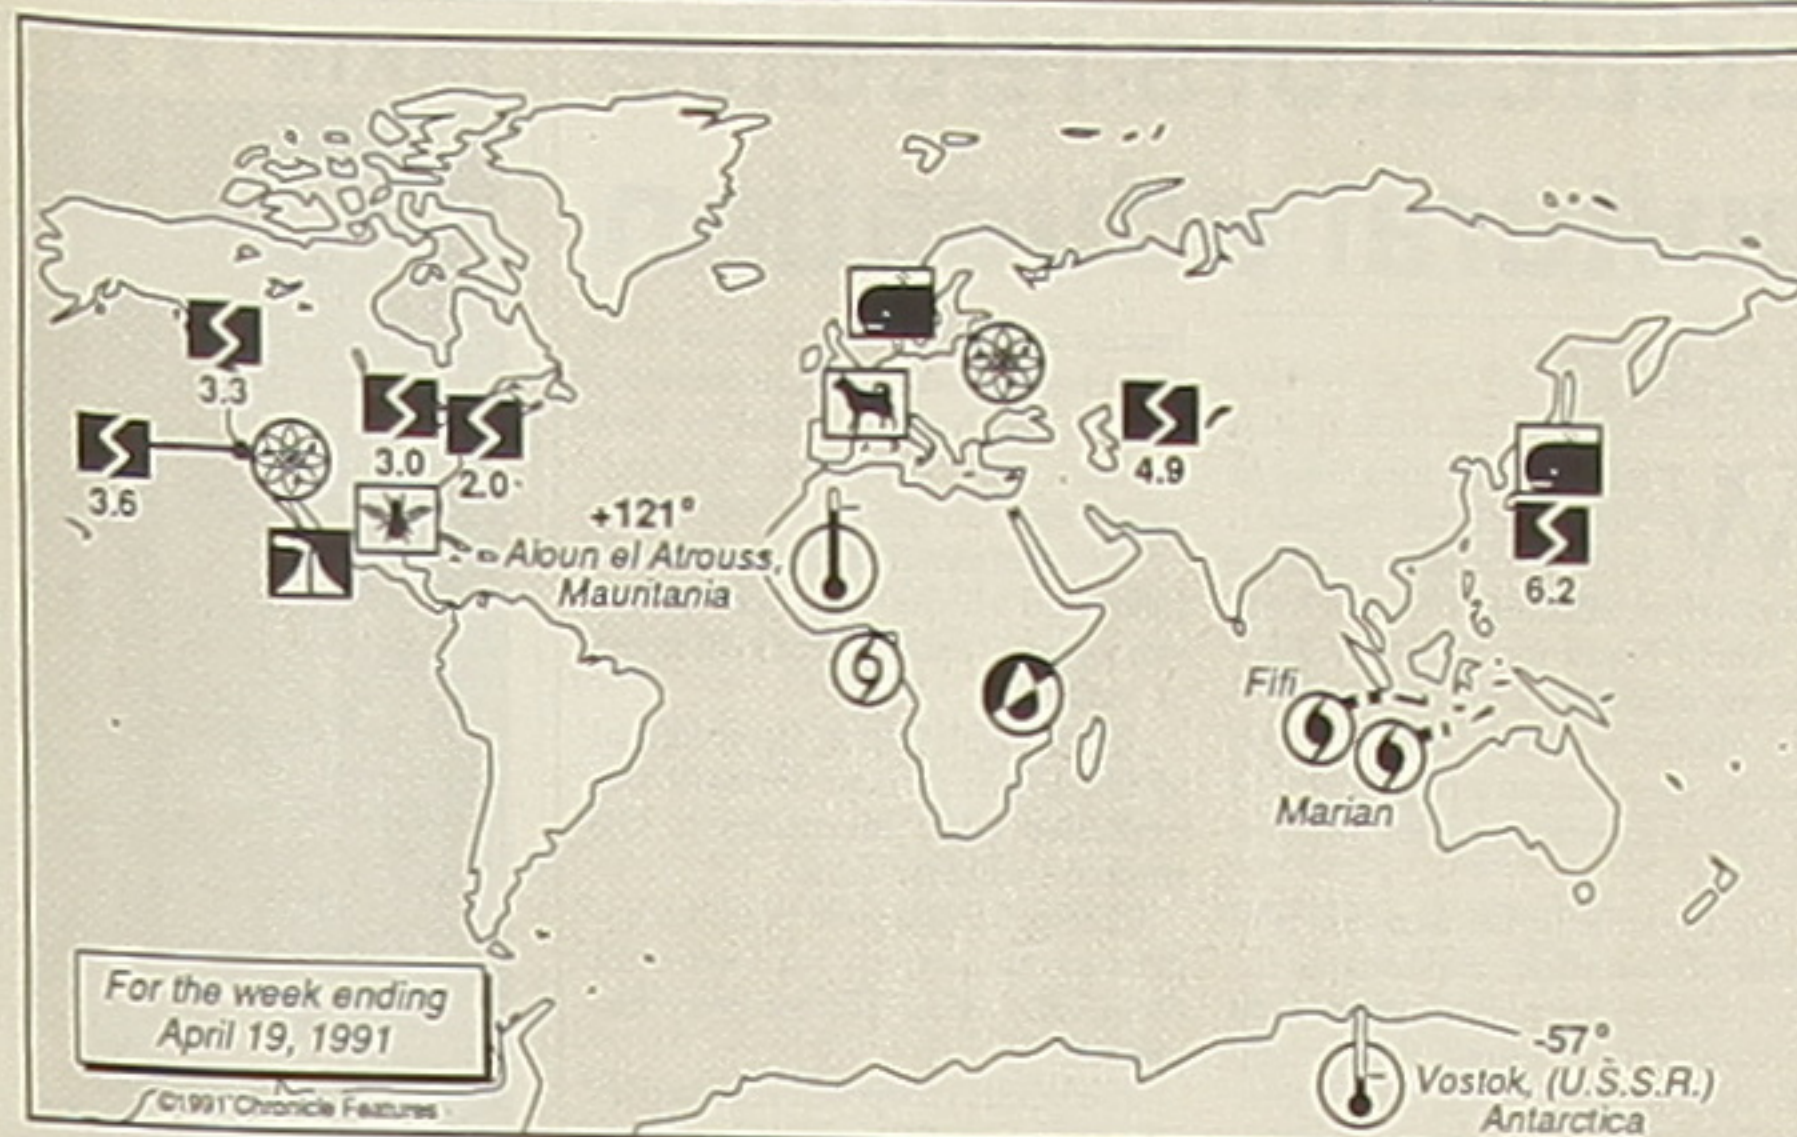 3.3
3.6
3.0
2.0
+121°
Aioun el Atrouss,
Mauritania
4.9
6.2
Fifi
Marian
For the week ending
April 19, 1991
©1991 Chronicle Features
-57°
Vostok, (U.S.S.R.)
Antarctica